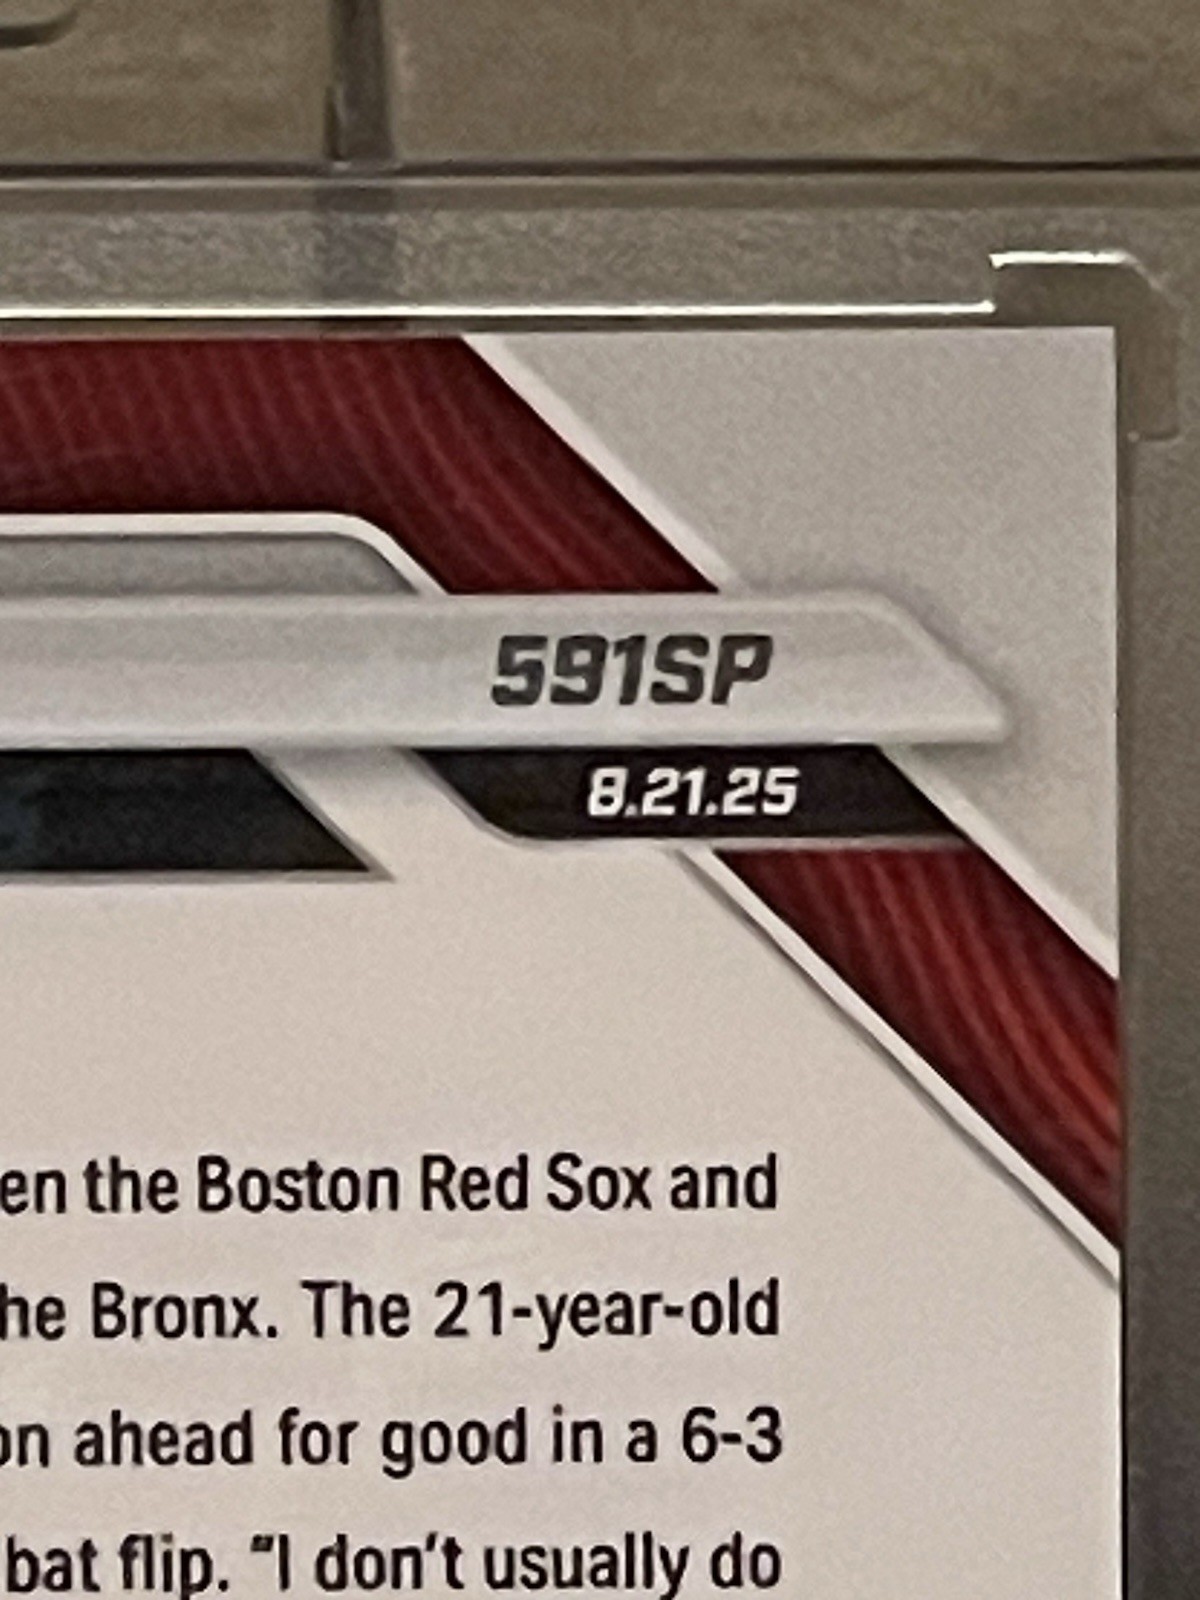 591SP
8.21.25
en the Boston Red Sox and
he Bronx. The 21-year-old
on ahead for good in a 6-3
bat flip. "I don't usually do